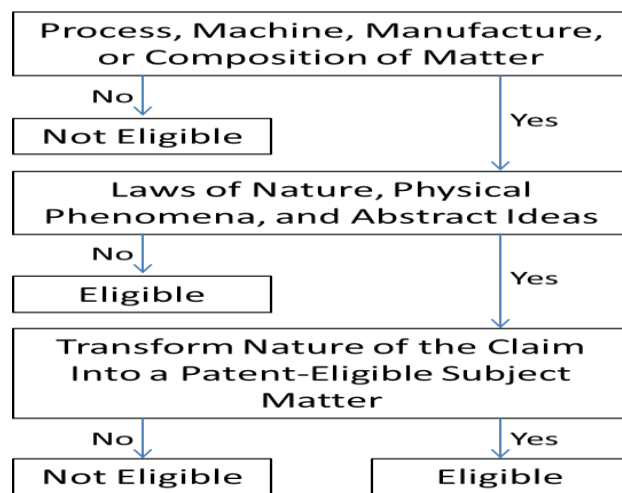 Process, Machine, Manufacture,
or Composition of Matter
No
Yes
Not Eligible
Laws of Nature, Physical
Phenomena, and Abstract Ideas
No
Yes
Eligible
Transform Nature of the Claim
Into a Patent-Eligible Subject
Matter
No
Yes
Not Eligible
Eligible